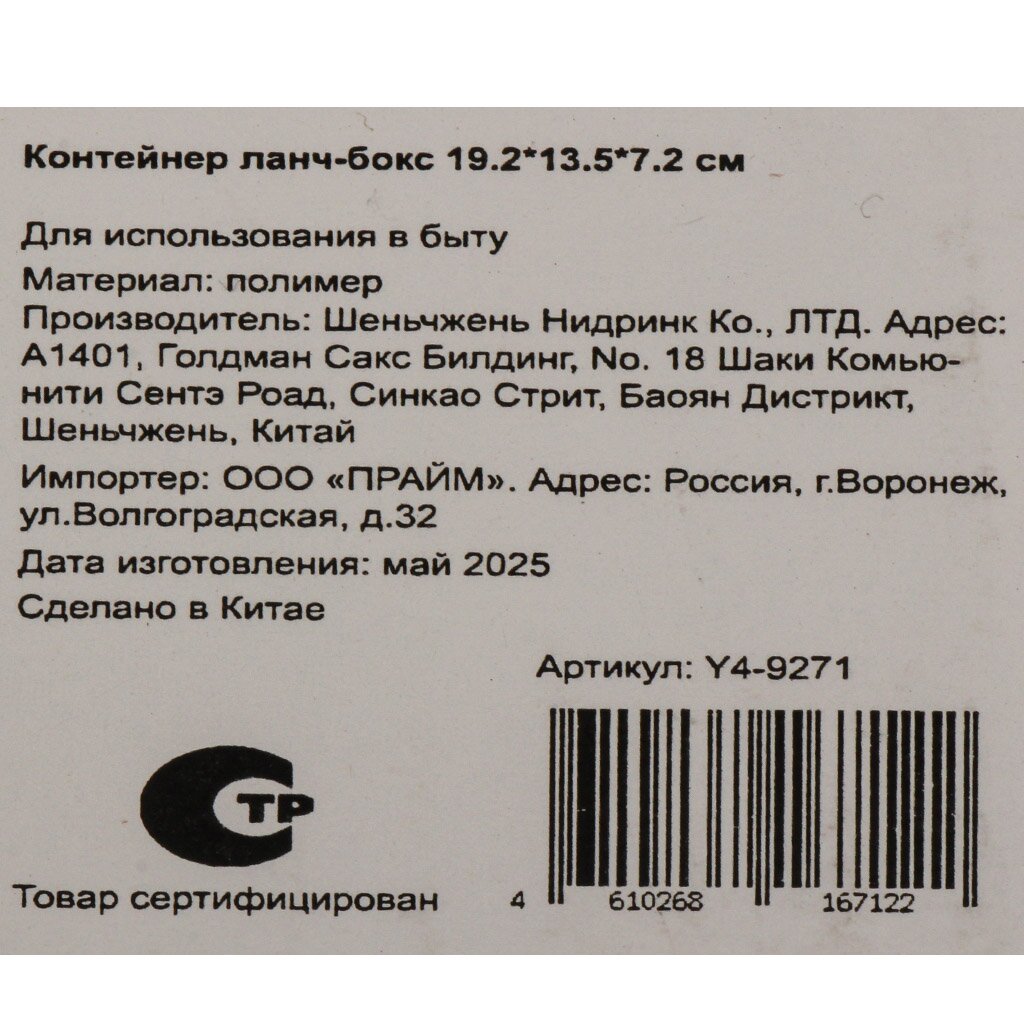 Контейнер ланч-бокс 19.2*13.5*7.2 см
Для использования в быту
Материал: полимер
Производитель: Шеньчжень Нидринк Ко., ЛТД. Адрес:
А1401, Голдман Сакс Билдинг, No. 18 Шаки Комью-
нити Сентэ Роад, Синкао Стрит, Баоян Дистрикт,
Шеньчжень, Китай
Импортер: ООО «ПРАЙМ». Адрес: Россия, г.Воронеж,
ул.Волгоградская, д.32
Дата изготовления: май 2025
Сделано в Китае
Артикул: Y4-9271
ТР
Товар сертифицирован
4 610268 167122